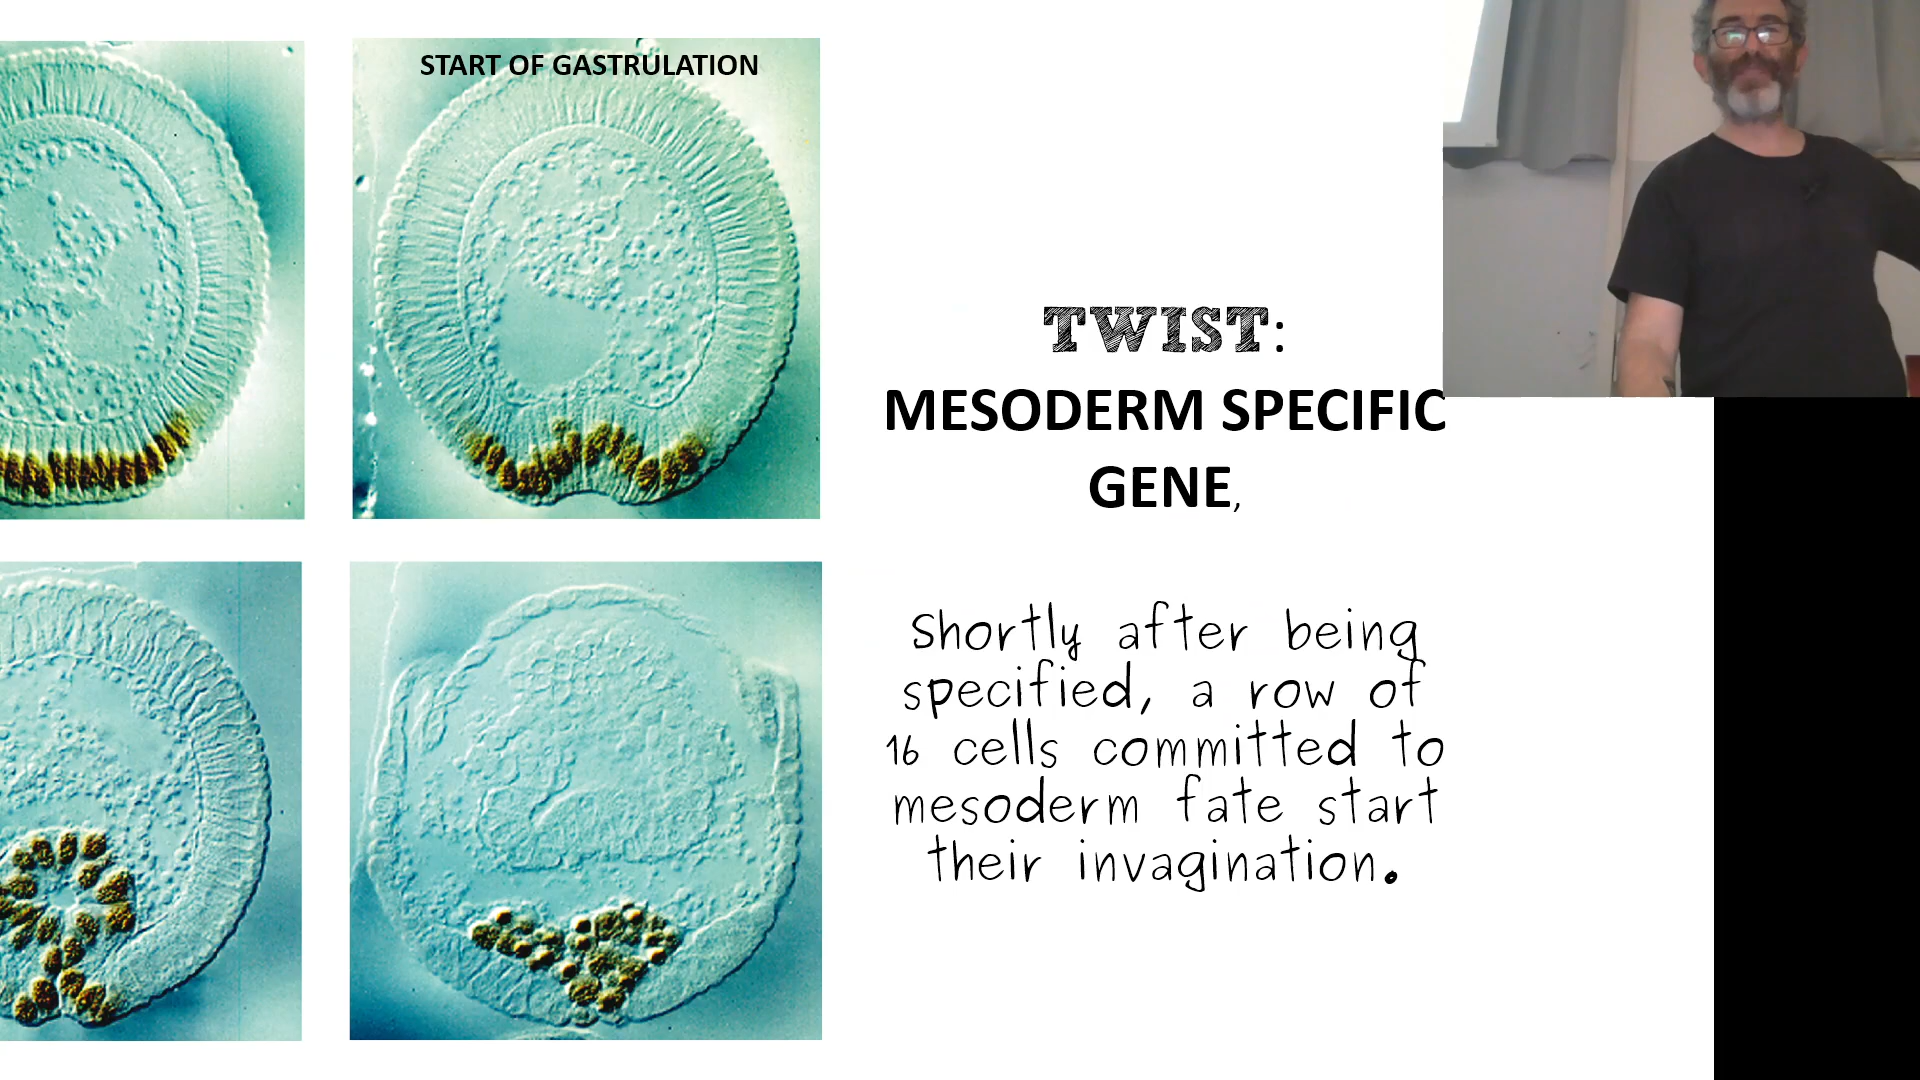 START OF GASTRULATION
TWIST:
MESODERM SPECIFIC
GENE,
Shortly after being
specified, a row of
16 cells committed to
mesoderm fate start
their invagination.